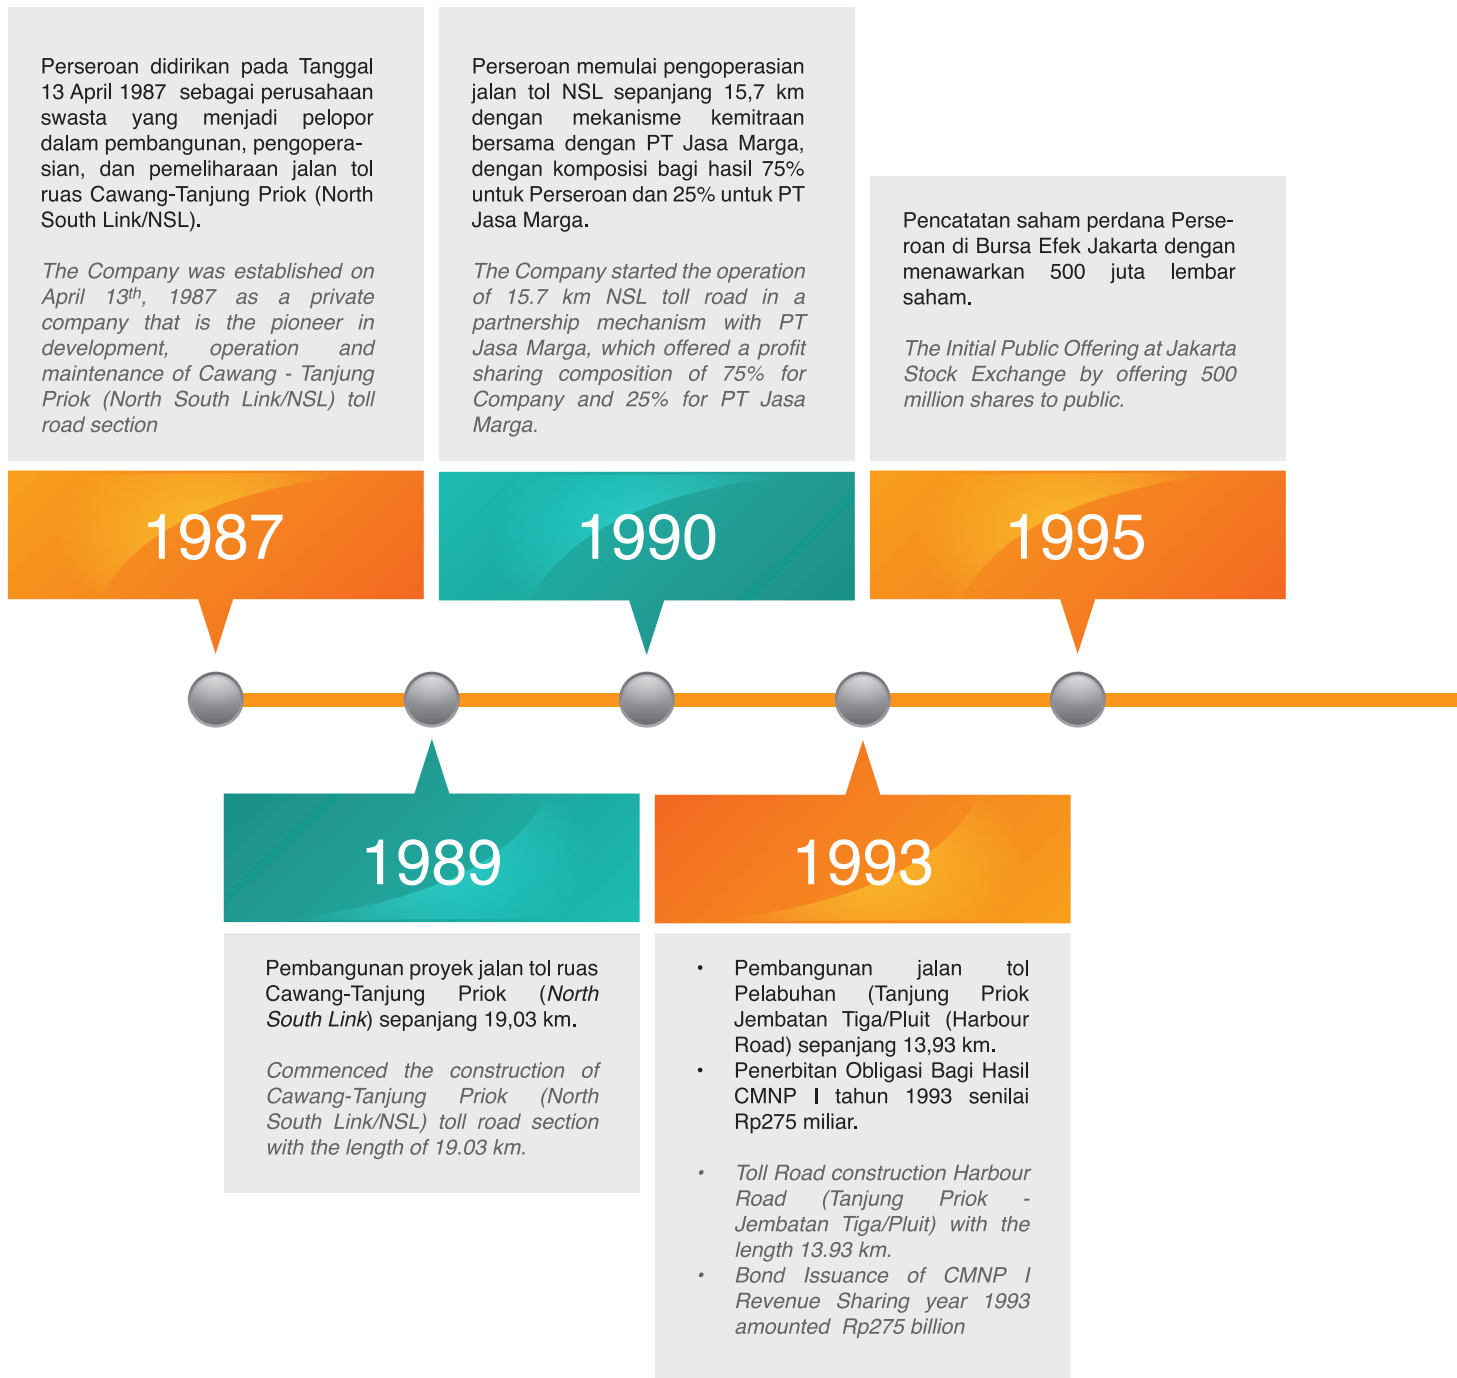 Perseroan didirikan pada Tanggal
13 April 1987 sebagai perusahaan
swasta yang menjadi pelopor
dalam pembangunan, pengopera-
sian, dan pemeliharaan jalan tol
ruas Cawang-Tanjung Priok (North
South Link/NSL).
The Company was established on
April 13th, 1987 as a private
company that is the pioneer in
development, operation and
maintenance of Cawang - Tanjung
Priok (North South Link/NSL) toll
road section
1987
Pembangunan proyek jalan tol ruas
Cawang-Tanjung Priok (North
South Link) sepanjang 19,03 km.
Commenced the construction of
Cawang-Tanjung Priok (North
South Link/NSL) toll road section
with the length of 19.03 km.
1989
Perseroan memulai pengoperasian
jalan tol NSL sepanjang 15,7 km
dengan mekanisme kemitraan
bersama dengan PT Jasa Marga,
dengan komposisi bagi hasil 75%
untuk Perseroan dan 25% untuk PT
Jasa Marga.
The Company started the operation
of 15.7 km NSL toll road in a
partnership mechanism with PT
Jasa Marga, which offered a profit
sharing composition of 75% for
Company and 25% for PT Jasa
Marga.
1990
1993
• Pembangunan jalan tol
Pelabuhan (Tanjung Priok
Jembatan Tiga/Pluit (Harbour
Road) sepanjang 13,93 km.
• Penerbitan Obligasi Bagi Hasil
CMNP I tahun 1993 senilai
Rp275 miliar.
• Toll Road construction Harbour
Road (Tanjung Priok -
Jembatan Tiga/Pluit) with the
length 13.93 km.
• Bond Issuance of CMNP I
Revenue Sharing year 1993
amounted Rp275 billion
Pencatatan saham perdana Perse-
roan di Bursa Efek Jakarta dengan
menawarkan 500 juta lembar
saham.
The Initial Public Offering at Jakarta
Stock Exchange by offering 500
million shares to public.
1995